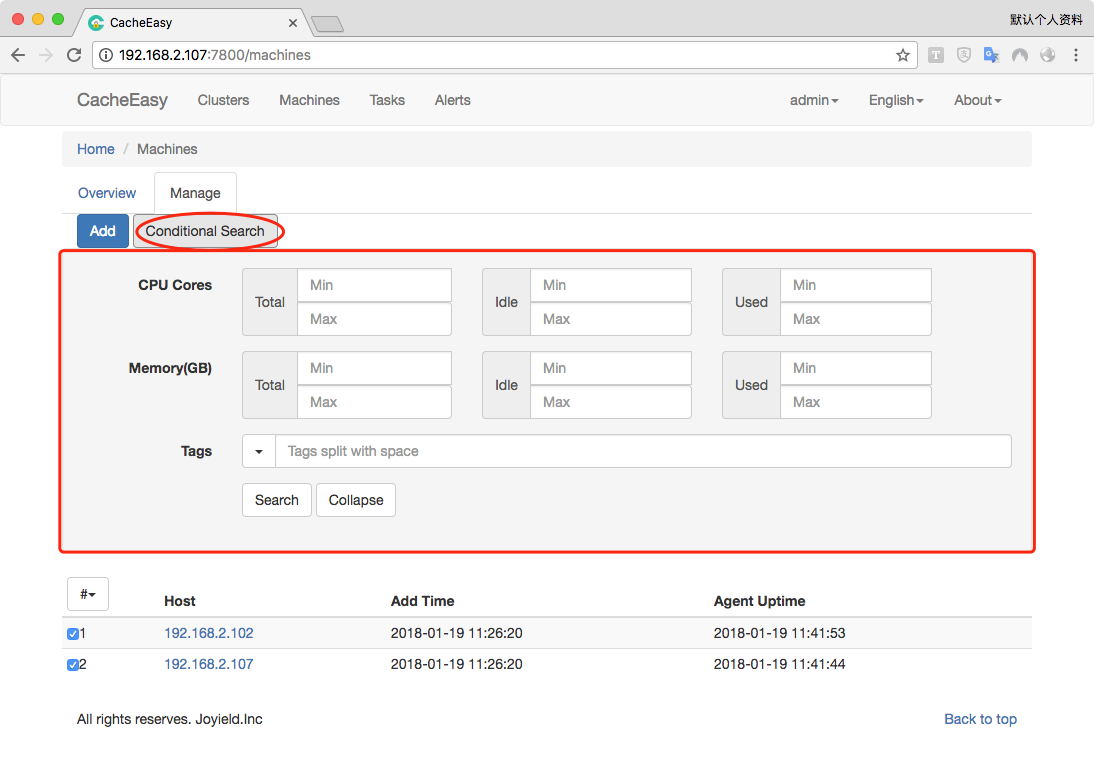 CacheEasy
默认个人资料
192.168.2.107:7800/machines
CacheEasy Clusters Machines Tasks Alerts admin English About
Home / Machines
Overview Manage
Add Conditional Search
CPU Cores Total Min Max Idle Min Max Used Min Max
Memory(GB) Total Min Max Idle Min Max Used Min Max
Tags Tags split with space
Search Collapse
# Host Add Time Agent Uptime
1 192.168.2.102 2018-01-19 11:26:20 2018-01-19 11:41:53
2 192.168.2.107 2018-01-19 11:26:20 2018-01-19 11:41:44
All rights reserves. Joyield.Inc Back to top